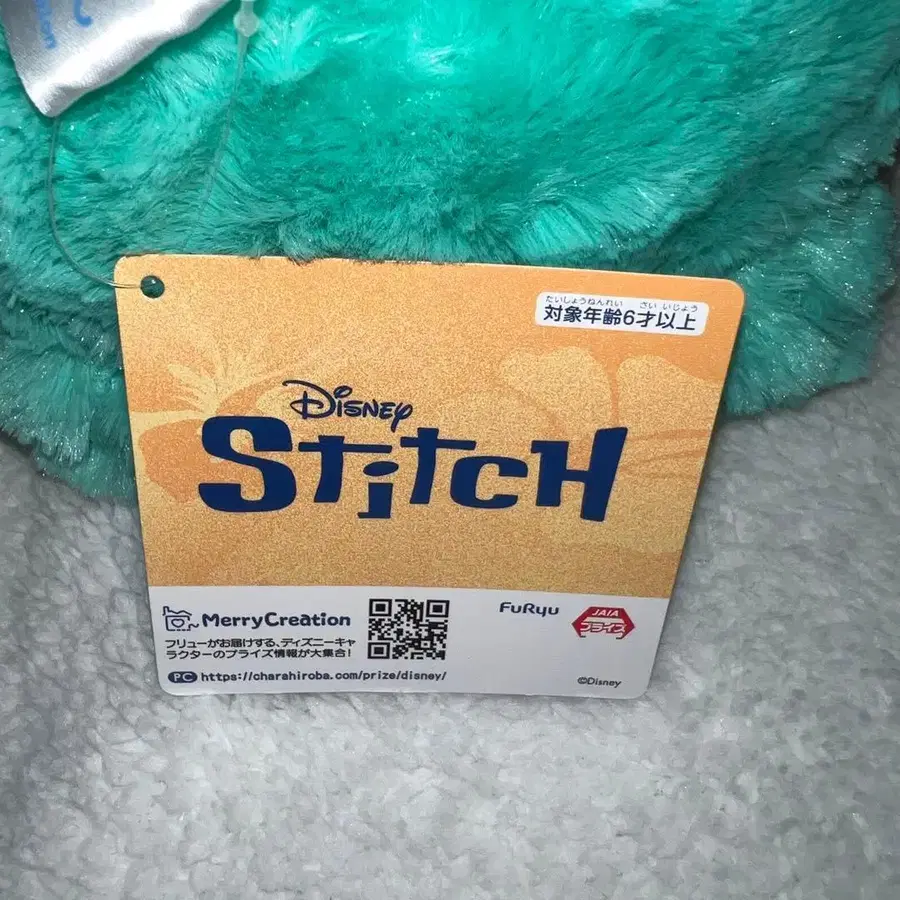 たいしょうねんれい さい いじょう
対象年齢6才以上
Disney
Stitch
MerryCreation
フリューがお届けする、ディズニーキャ
ラクターのプライズ情報が大集合!
PC https://charahiroba.com/prize/disney/
FuRyu
JAIA
プライズ
©Disney